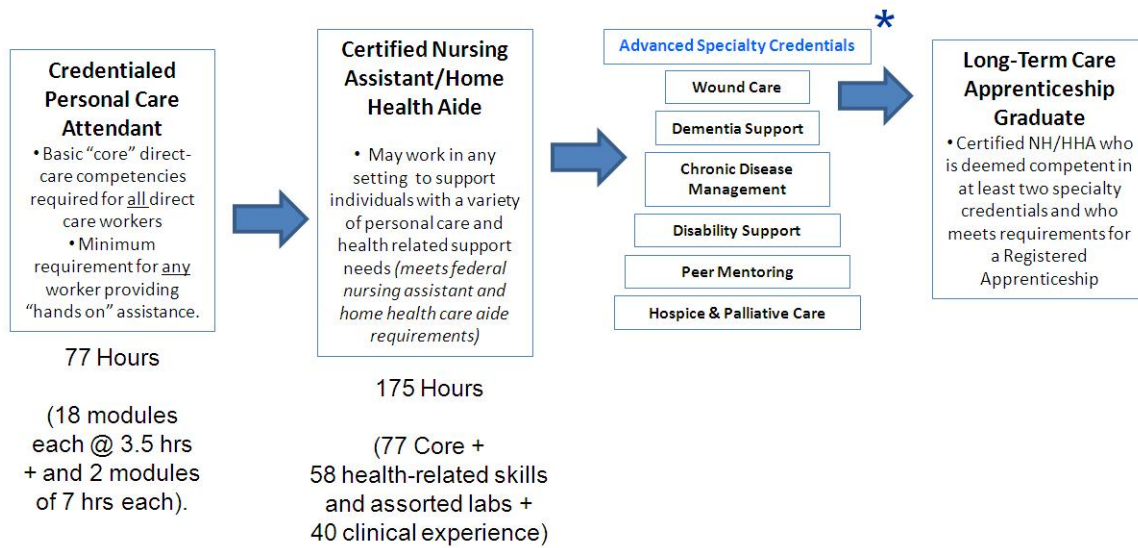 Credentialed
Personal Care
Attendant
• Basic “core” direct-
care competencies
required for all direct
care workers
• Minimum
requirement for any
worker providing
“hands on” assistance.
77 Hours
(18 modules
each @ 3.5 hrs
+ and 2 modules
of 7 hrs each).
Certified Nursing
Assistant/Home
Health Aide
• May work in any
setting to support
individuals with a variety
of personal care and
health related support
needs (meets federal
nursing assistant and
home health care aide
requirements)
175 Hours
(77 Core +
58 health-related skills
and assorted labs +
40 clinical experience)
*
Advanced Specialty Credentials
Wound Care
Dementia Support
Chronic Disease
Management
Disability Support
Peer Mentoring
Hospice & Palliative Care
Long-Term Care
Apprenticeship
Graduate
• Certified NH/HHA who
is deemed competent in
at least two specialty
credentials and who
meets requirements for
a Registered
Apprenticeship